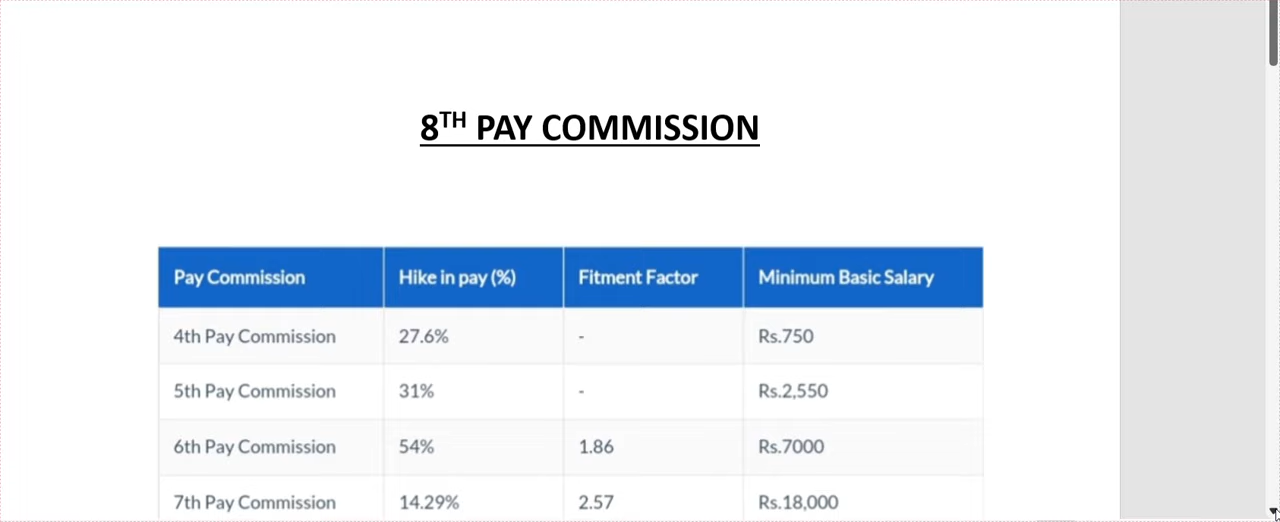 8TH PAY COMMISSION
Pay Commission Hike in pay (%) Fitment Factor Minimum Basic Salary
4th Pay Commission 27.6% - Rs.750
5th Pay Commission 31% - Rs.2,550
6th Pay Commission 54% 1.86 Rs.7000
7th Pay Commission 14.29% 2.57 Rs.18,000